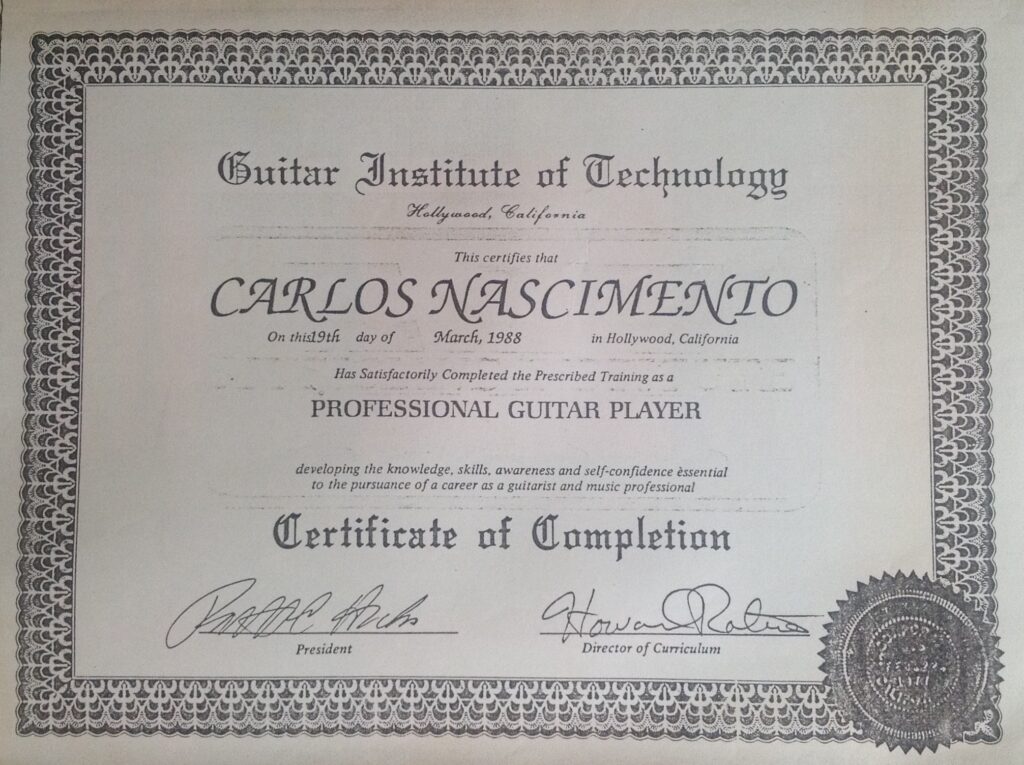 Guitar Institute of Technology
Hollywood, California
This certifies that
CARLOS NASCIMENTO
On this 19th day of March, 1988 in Hollywood, California
Has Satisfactorily Completed the Prescribed Training as a
PROFESSIONAL GUITAR PLAYER
developing the knowledge, skills, awareness and self-confidence essential
to the pursuance of a career as a guitarist and music professional
Certificate of Completion
President
Director of Curriculum